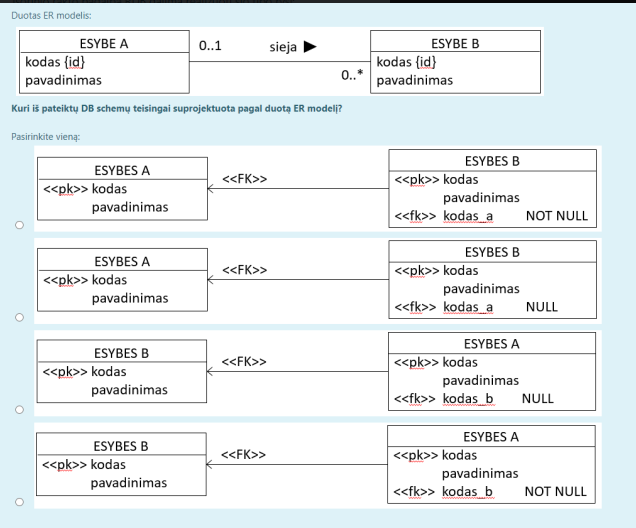 Duotas ER modelis:
ESYBE A 0..1 sieja ► ESYBE B
kodas {id} kodas {id}
pavadinimas 0..* pavadinimas
Kuri iš pateiktų DB schemų teisingai suprojektuota pagal duotą ER modelį?
Pasirinkite vieną:
ESYBES A <<FK>> ESYBES B
<<pk>> kodas <<pk>> kodas
pavadinimas pavadinimas
<<fk>> kodas_a NOT NULL
ESYBES A <<FK>> ESYBES B
<<pk>> kodas <<pk>> kodas
pavadinimas pavadinimas
<<fk>> kodas_a NULL
ESYBES B <<FK>> ESYBES A
<<pk>> kodas <<pk>> kodas
pavadinimas pavadinimas
<<fk>> kodas_b NULL
ESYBES B <<FK>> ESYBES A
<<pk>> kodas <<pk>> kodas
pavadinimas pavadinimas
<<fk>> kodas_b NOT NULL